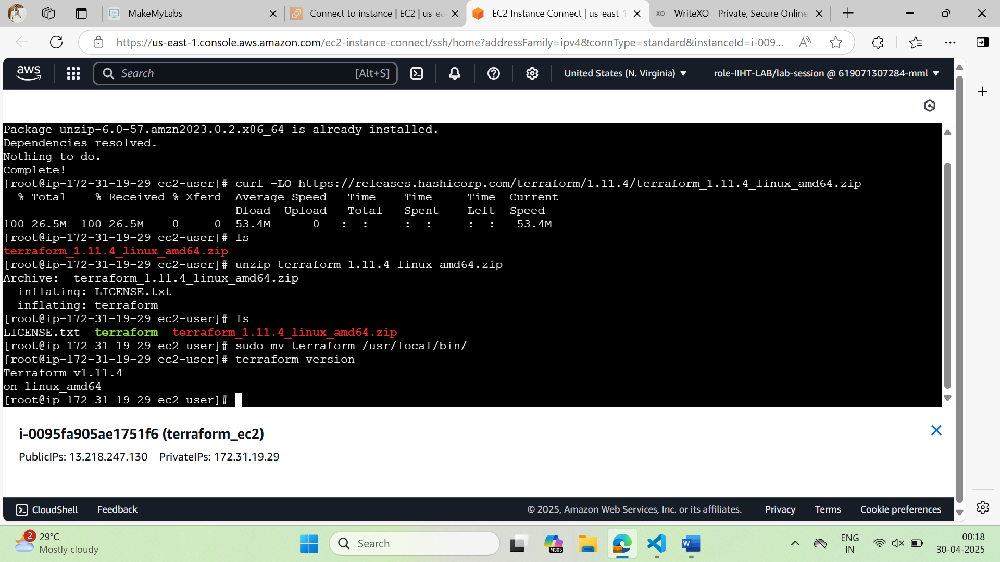 MakeMyLabs
Connect to instance | EC2 | us-ea
EC2 Instance Connect | us-east-1
XO WriteXO - Private, Secure Online
https://us-east-1.console.aws.amazon.com/ec2-instance-connect/ssh/home?addressFamily=ipv4&connType=standard&instanceId=i-009...
aws
Search [Alt+S]
United States (N. Virginia)
role-IIHT-LAB/lab-session @ 619071307284-mml
Package unzip-6.0-57.amzn2023.0.2.x86_64 is already installed.
Dependencies resolved.
Nothing to do.
Complete!
[root@ip-172-31-19-29 ec2-user]# curl -LO https://releases.hashicorp.com/terraform/1.11.4/terraform_1.11.4_linux_amd64.zip
% Total % Received % Xferd Average Speed Time Time Time Current
Dload Upload Total Spent Left Speed
100 26.5M 100 26.5M 0 0 53.4M 0 --:--:-- --:--:-- --:--:-- 53.4M
[root@ip-172-31-19-29 ec2-user]# ls
terraform_1.11.4_linux_amd64.zip
[root@ip-172-31-19-29 ec2-user]# unzip terraform_1.11.4_linux_amd64.zip
Archive: terraform_1.11.4_linux_amd64.zip
inflating: LICENSE.txt
inflating: terraform
[root@ip-172-31-19-29 ec2-user]# ls
LICENSE.txt terraform terraform_1.11.4_linux_amd64.zip
[root@ip-172-31-19-29 ec2-user]# sudo mv terraform /usr/local/bin/
[root@ip-172-31-19-29 ec2-user]# terraform version
Terraform v1.11.4
on linux_amd64
[root@ip-172-31-19-29 ec2-user]#
i-0095fa905ae1751f6 (terraform_ec2)
PublicIPs: 13.218.247.130 PrivateIPs: 172.31.19.29
CloudShell Feedback © 2025, Amazon Web Services, Inc. or its affiliates. Privacy Terms Cookie preferences
2
29°C
Mostly cloudy
Search
M365
W
ENG
IN
00:18
30-04-2025